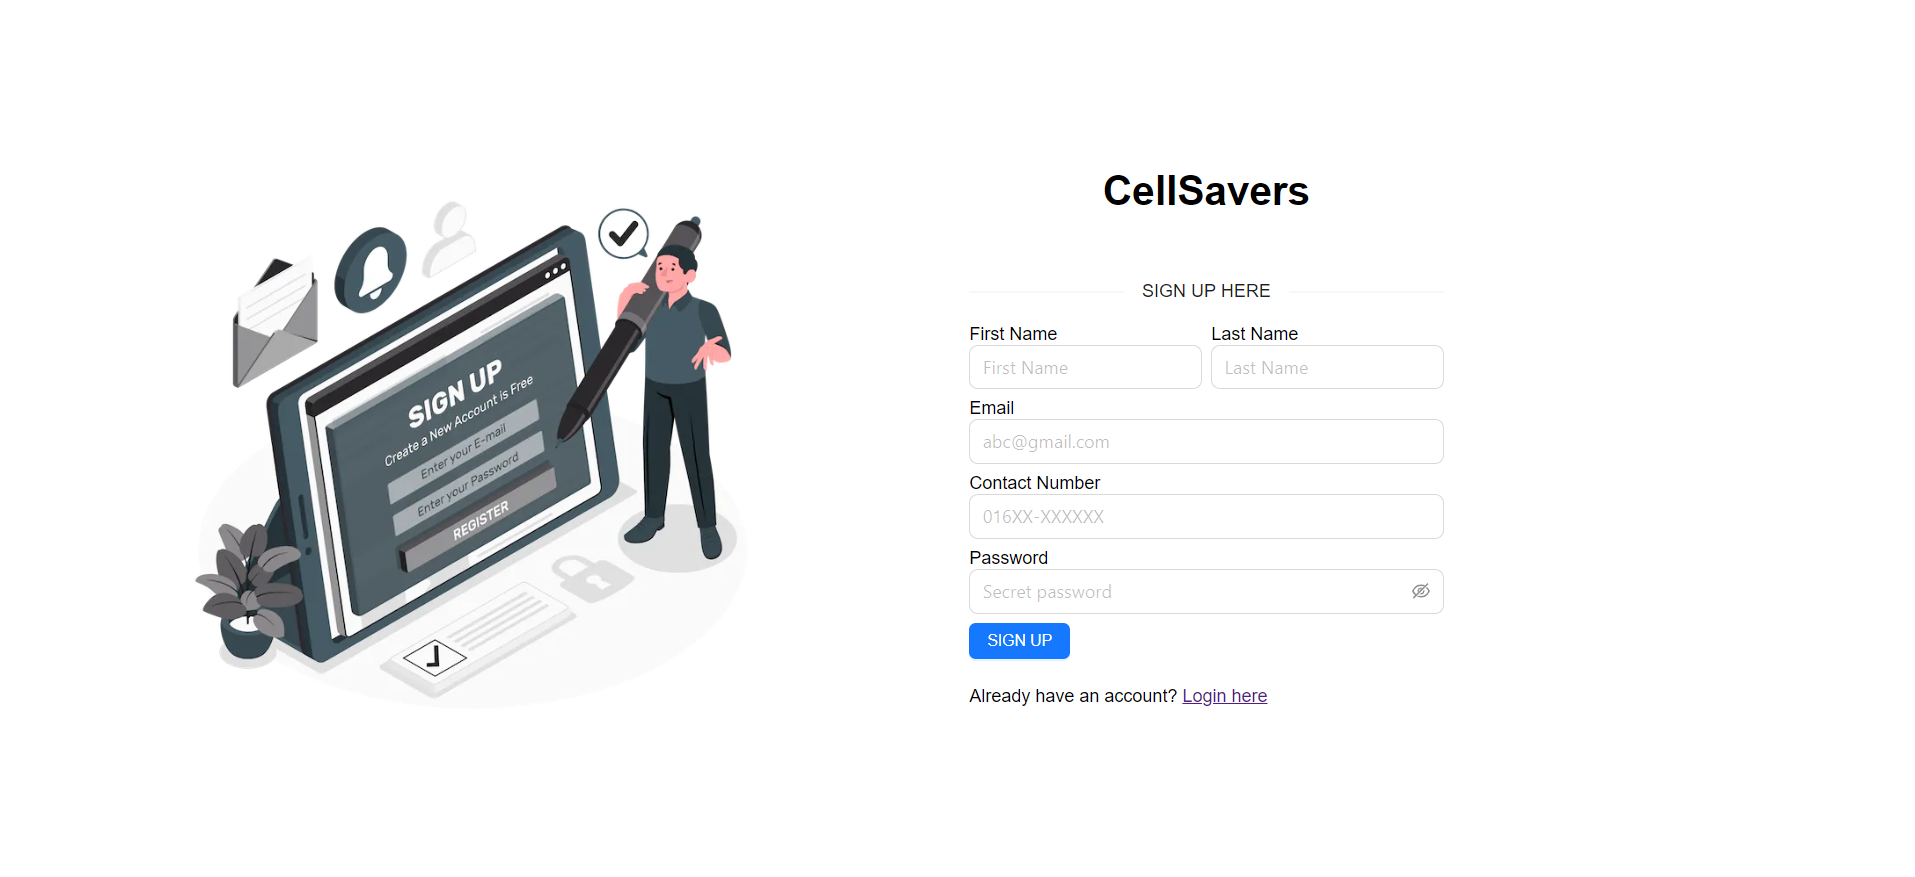 SIGN UP
Create a New Account is Free
Enter your E-mail
Enter your Password
REGISTER
CellSavers
SIGN UP HERE
First Name Last Name
First Name Last Name
Email
abc@gmail.com
Contact Number
016XX-XXXXXX
Password
Secret password
SIGN UP
Already have an account? Login here